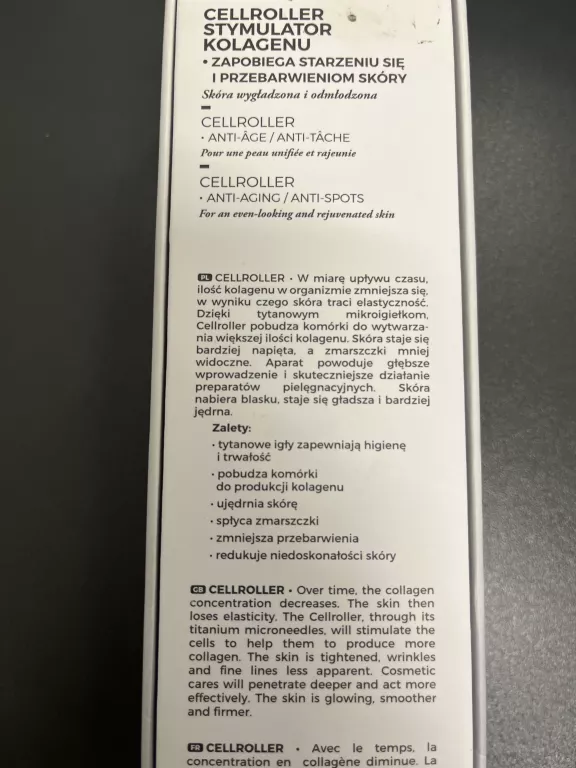 CELLROLLER
STYMULATOR
KOLAGENU
• ZAPOBIEGA STARZENIU SIĘ
I PRZEBARWIENIOM SKÓRY
Skóra wygładzona i odmłodzona
CELLROLLER
• ANTI-ÂGE / ANTI-TÂCHE
Pour une peau unifiée et rajeunie
CELLROLLER
• ANTI-AGING / ANTI-SPOTS
For an even-looking and rejuvenated skin
PL CELLROLLER • W miarę upływu czasu,
ilość kolagenu w organizmie zmniejsza się,
w wyniku czego skóra traci elastyczność.
Dzięki tytanowym mikroigiełkom,
Cellroller pobudza komórki do wytwarza-
nia większej ilości kolagenu. Skóra staje się
bardziej napięta, a zmarszczki mniej
widoczne. Aparat powoduje głębsze
wprowadzenie i skuteczniejsze działanie
preparatów pielęgnacyjnych. Skóra
nabiera blasku, staje się gładsza i bardziej
jędrna.
Zalety:
• tytanowe igły zapewniają higienę
i trwałość
• pobudza komórki
do produkcji kolagenu
• ujędrnia skórę
• spłyca zmarszczki
• zmniejsza przebarwienia
• redukuje niedoskonałości skóry
GB CELLROLLER • Over time, the collagen
concentration decreases. The skin then
loses elasticity. The Cellroller, through its
titanium microneedles, will stimulate the
cells to help them to produce more
collagen. The skin is tightened, wrinkles
and fine lines less apparent. Cosmetic
cares will penetrate deeper and act more
effectively. The skin is glowing, smoother
and firmer.
FR CELLROLLER • Avec le temps, la
concentration en collagène diminue. La